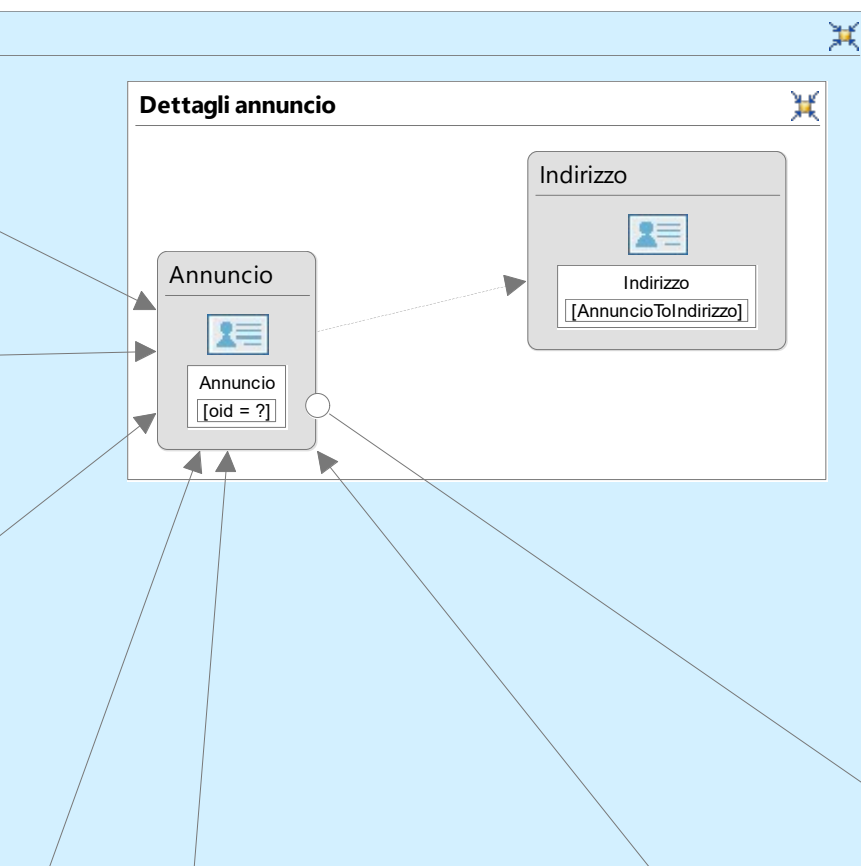 Dettagli annuncio
Indirizzo
Indirizzo
[AnnuncioToIndirizzo]
Annuncio
Annuncio
[oid = ?]